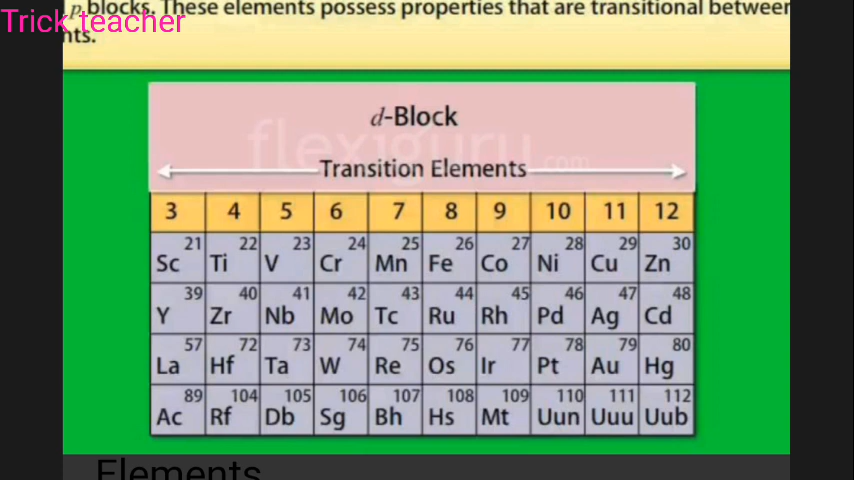 p blocks. These elements possess properties that are transitional between
Trick teacher
nts.
d-Block
flexiguru.com
Transition Elements
3 4 5 6 7 8 9 10 11 12
21 22 23 24 25 26 27 28 29 30
Sc Ti V Cr Mn Fe Co Ni Cu Zn
39 40 41 42 43 44 45 46 47 48
Y Zr Nb Mo Tc Ru Rh Pd Ag Cd
57 72 73 74 75 76 77 78 79 80
La Hf Ta W Re Os Ir Pt Au Hg
89 104 105 106 107 108 109 110 111 112
Ac Rf Db Sg Bh Hs Mt Uun Uuu Uub
Elements